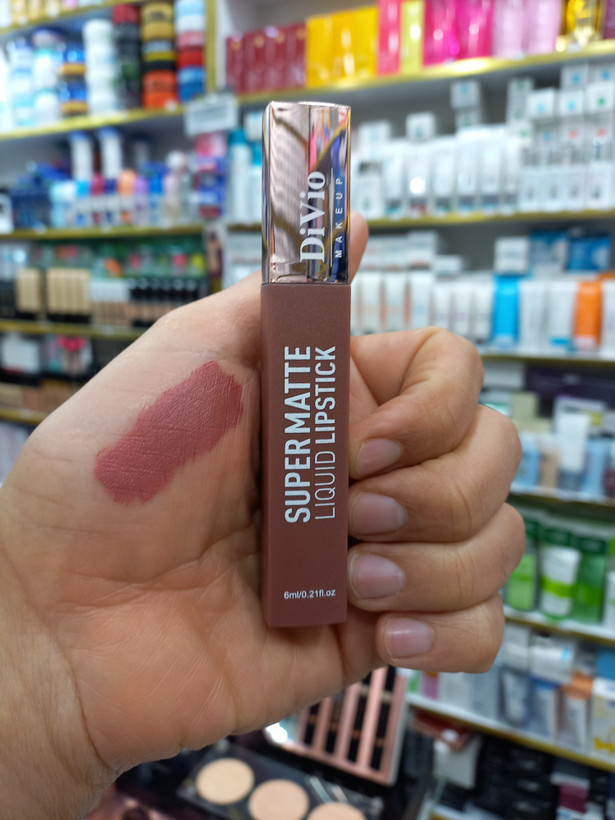 DiVio
MAKEUP
SUPER MATTE
LIQUID LIPSTICK
6ml/0.21fl.oz